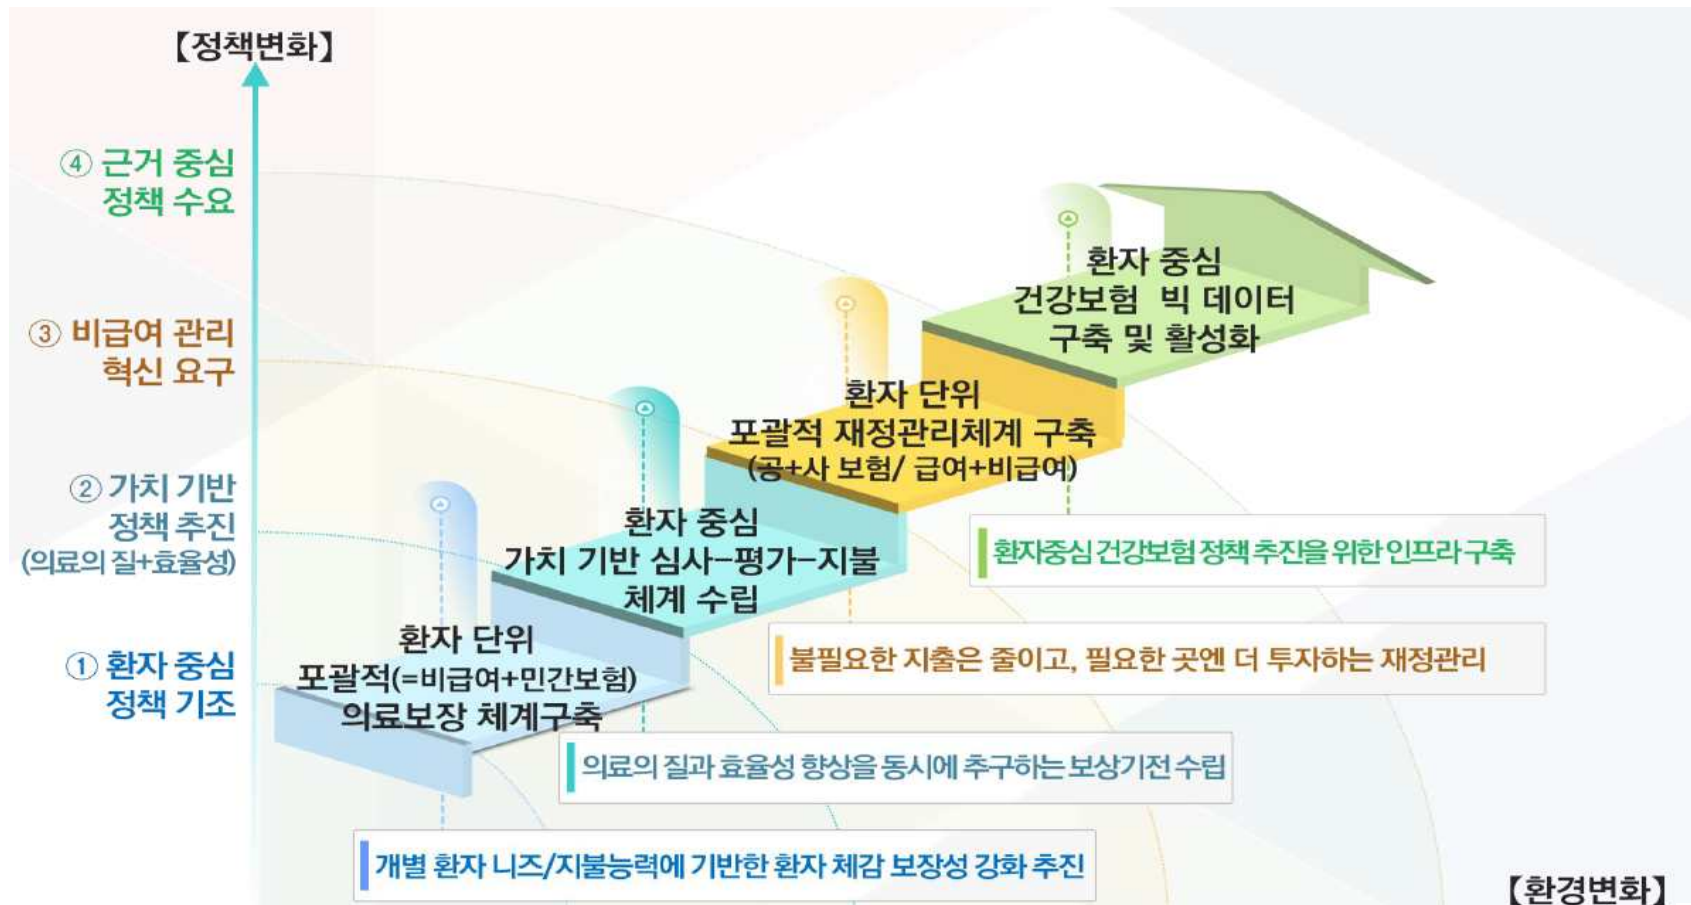 【정책변화】
④ 근거 중심
정책 수요
③ 비급여 관리
혁신 요구
② 가치 기반
정책 추진
(의료의 질+효율성)
① 환자 중심
정책 기조
환자 중심
건강보험 빅 데이터
구축 및 활성화
환자 단위
포괄적 재정관리체계 구축
(공+사 보험/ 급여+비급여)
환자 중심
가치 기반 심사-평가-지불
체계 수립
환자 단위
포괄적(=비급여+민간보험)
의료보장 체계구축
환자중심 건강보험 정책 추진을 위한 인프라 구축
불필요한 지출은 줄이고, 필요한 곳엔 더 투자하는 재정관리
의료의 질과 효율성 향상을 동시에 추구하는 보상기전 수립
개별 환자 니즈/지불능력에 기반한 환자 체감 보장성 강화 추진
【환경변화】